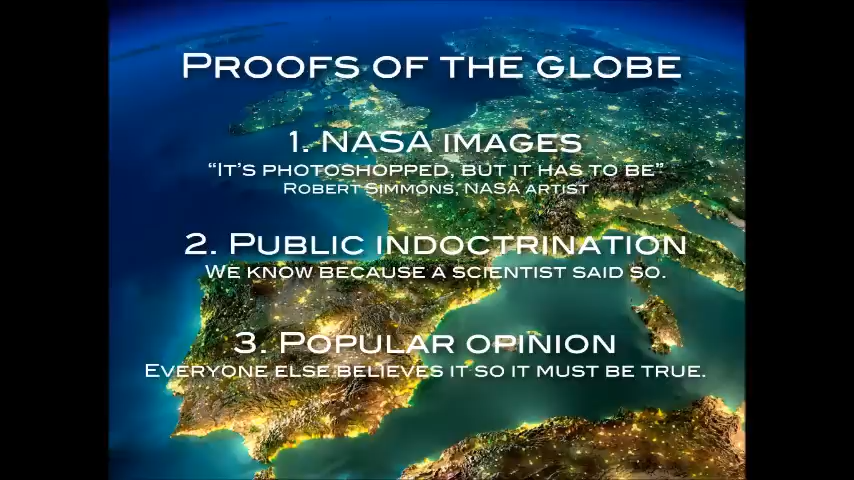 Proofs of the globe
1. NASA images
“It’s photoshopped, but it has to be”
Robert Simmons, NASA artist
2. Public indoctrination
We know because a scientist said so.
3. Popular opinion
Everyone else believes it so it must be true.